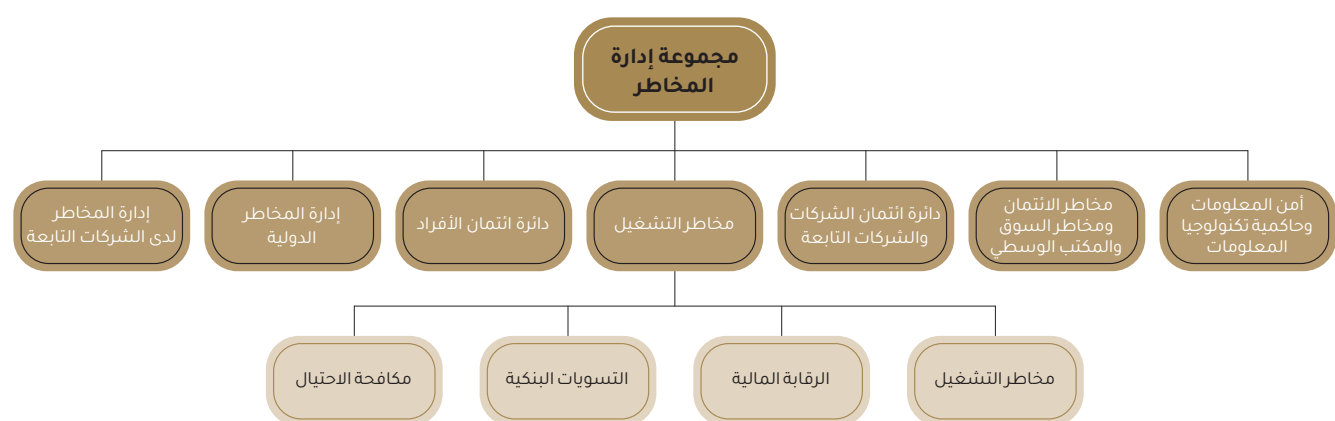 مجموعة إدارة
المخاطر
أمن المعلومات
وحاكمية تكنولوجيا
المعلومات
مخاطر الائتمان
ومخاطر السوق
والمكتب الوسطي
دائرة ائتمان الشركات
والشركات التابعة
مخاطر التشغيل
دائرة ائتمان الأفراد
إدارة المخاطر
الدولية
إدارة المخاطر
لدى الشركات التابعة
مخاطر التشغيل
الرقابة المالية
التسويات البنكية
مكافحة الاحتيال